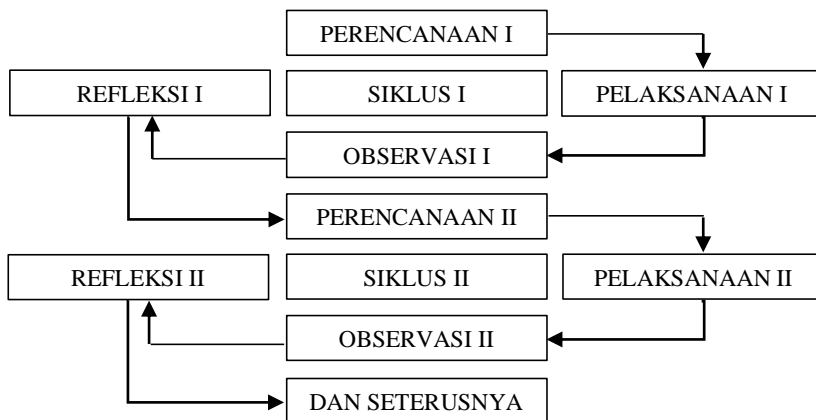 PERENCANAAN I
REFLEKSI I
SIKLUS I
PELAKSANAAN I
OBSERVASI I
PERENCANAAN II
REFLEKSI II
SIKLUS II
PELAKSANAAN II
OBSERVASI II
DAN SETERUSNYA